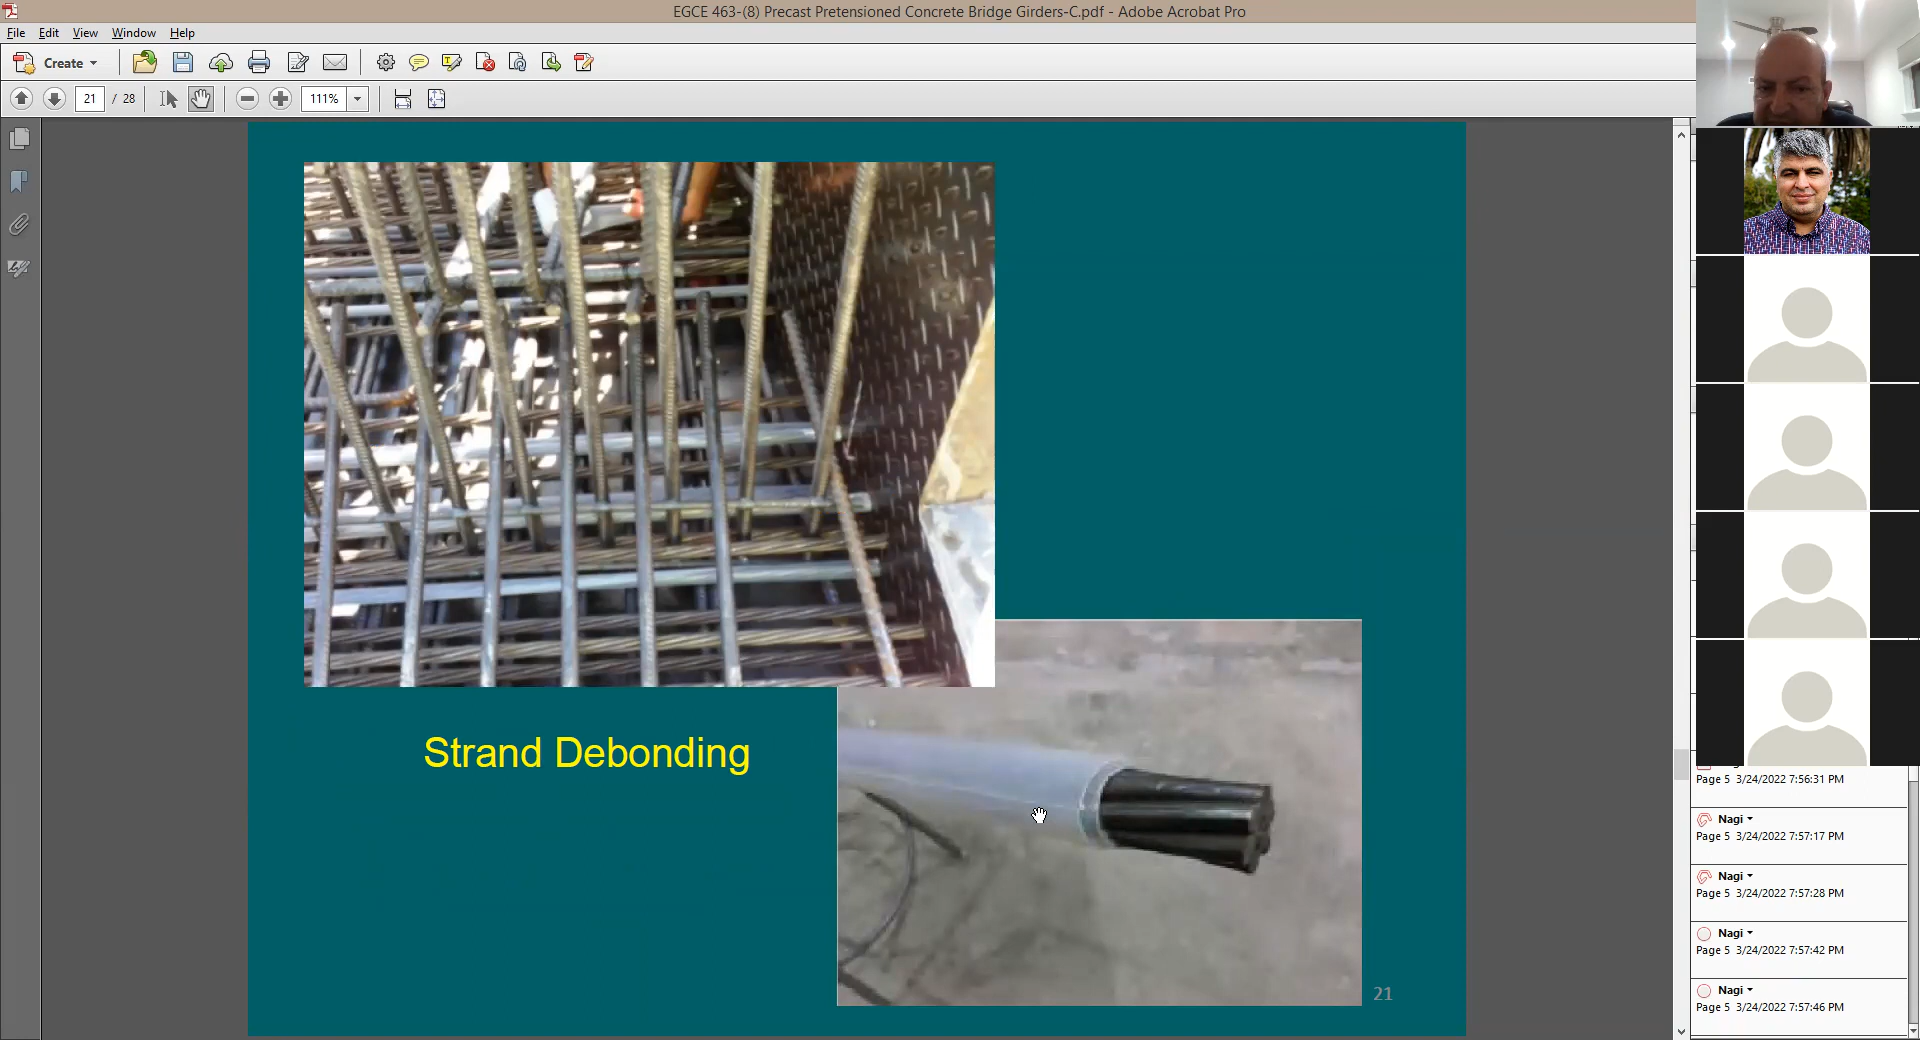 EGCE 463-(8) Precast Pretensioned Concrete Bridge Girders-C.pdf - Adobe Acrobat Pro
File Edit View Window Help
Create
21 / 28 111%
Strand Debonding
21
Page 5 3/24/2022 7:56:31 PM
Nagi
Page 5 3/24/2022 7:57:17 PM
Nagi
Page 5 3/24/2022 7:57:28 PM
Nagi
Page 5 3/24/2022 7:57:42 PM
Nagi
Page 5 3/24/2022 7:57:46 PM